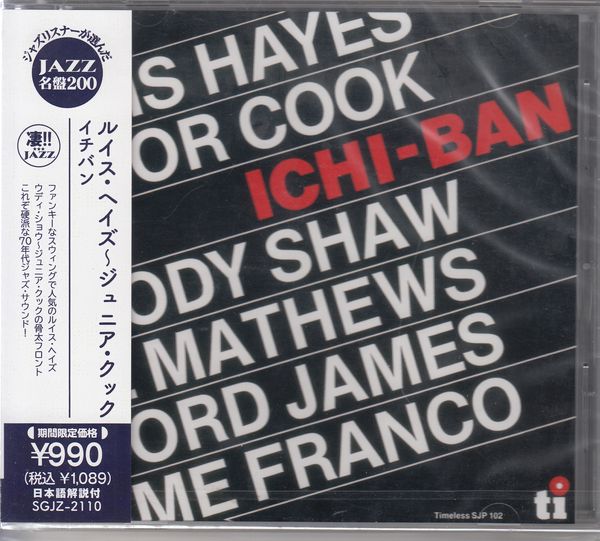 ジャズリスナーが選んだ
JAZZ
名盤200
凄!!
JAZZ
ルイス・ヘイズ〜ジュニア・クック
イチバン
ファンキーなスウィングで人気のルイス・ヘイズ
ウディ・ショウ〜ジュニア・クックの骨太フロント
これぞ硬派な70年代ジャズ・サウンド!
期間限定価格
¥990
(税込 ¥1,089)
日本語解説付
SGJZ-2110
IS HAYES
OR COOK
ICHI-BAN
ODY SHAW
MATHEWS
ORD JAMES
ME FRANCO
Timeless SJP 102
ti